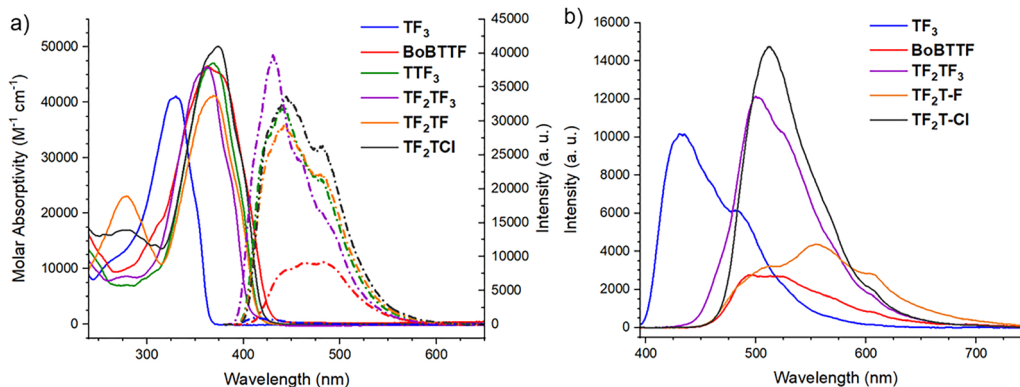 a)
Molar Absorptivity (M⁻¹ cm⁻¹)
50000
40000
30000
20000
10000
0
300
400
500
600
Wavelength (nm)
45000
40000
35000
30000
25000
20000
15000
10000
5000
0
Intensity (a. u.)
TF₃
BoBTTF
TTF₃
TF₂TF₃
TF₂TF
TF₂TCl
b)
Intensity (a. u.)
16000
14000
12000
10000
8000
6000
4000
2000
0
400
500
600
700
Wavelength (nm)
TF₃
BoBTTF
TF₂TF₃
TF₂T-F
TF₂T-Cl